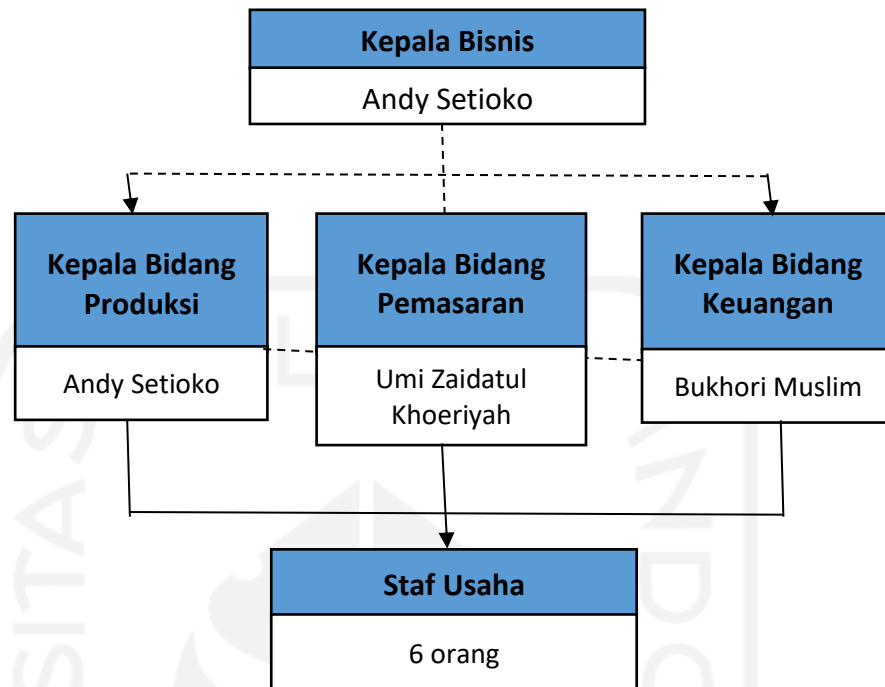 Kepala Bisnis
Andy Setioko
Kepala Bidang
Produksi
Andy Setioko
Kepala Bidang
Pemasaran
Umi Zaidatul
Khoeriyah
Kepala Bidang
Keuangan
Bukhori Muslim
Staf Usaha
6 orang